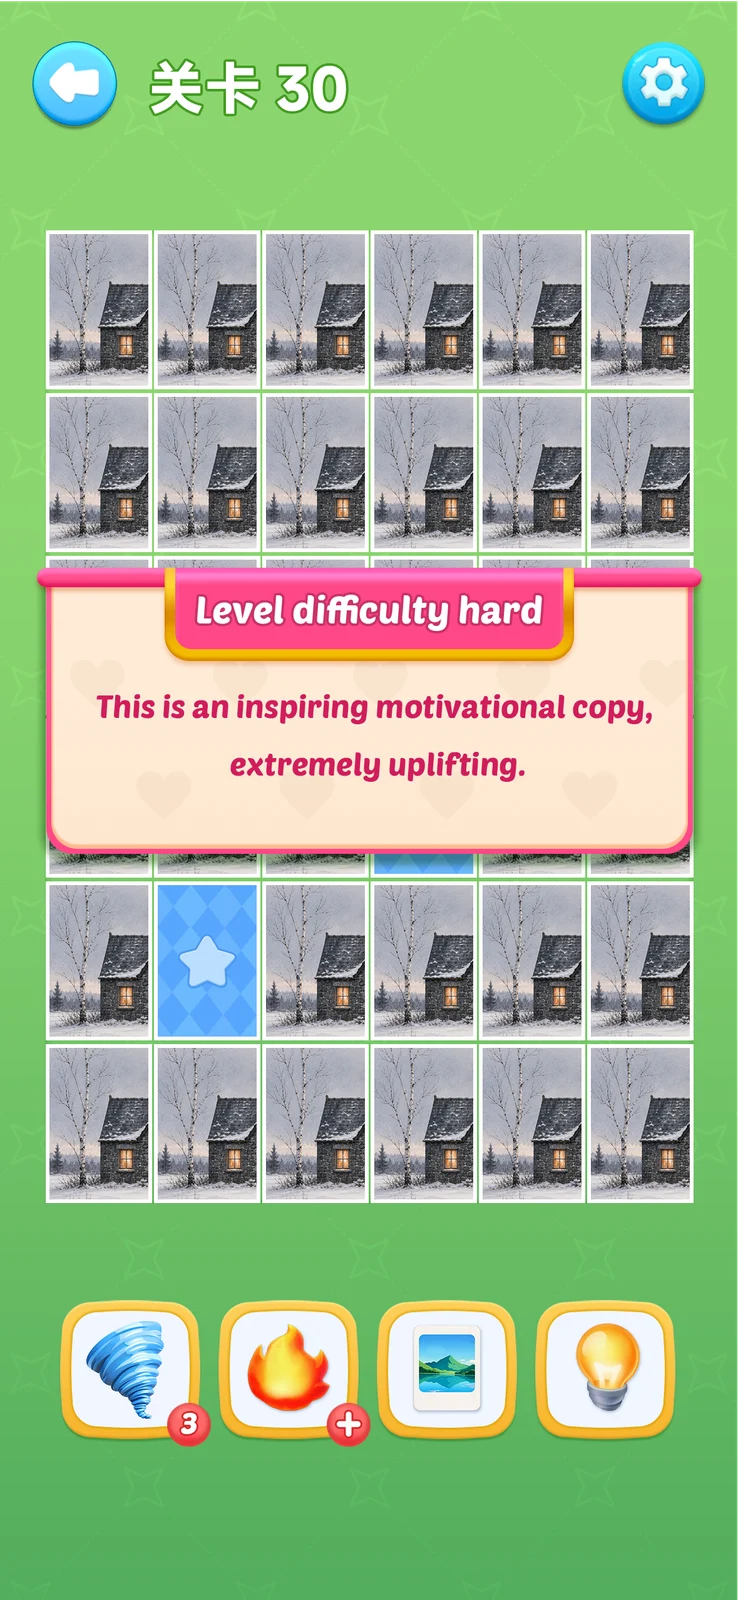 关卡 30
Level difficulty hard
This is an inspiring motivational copy,
extremely uplifting.
3
+